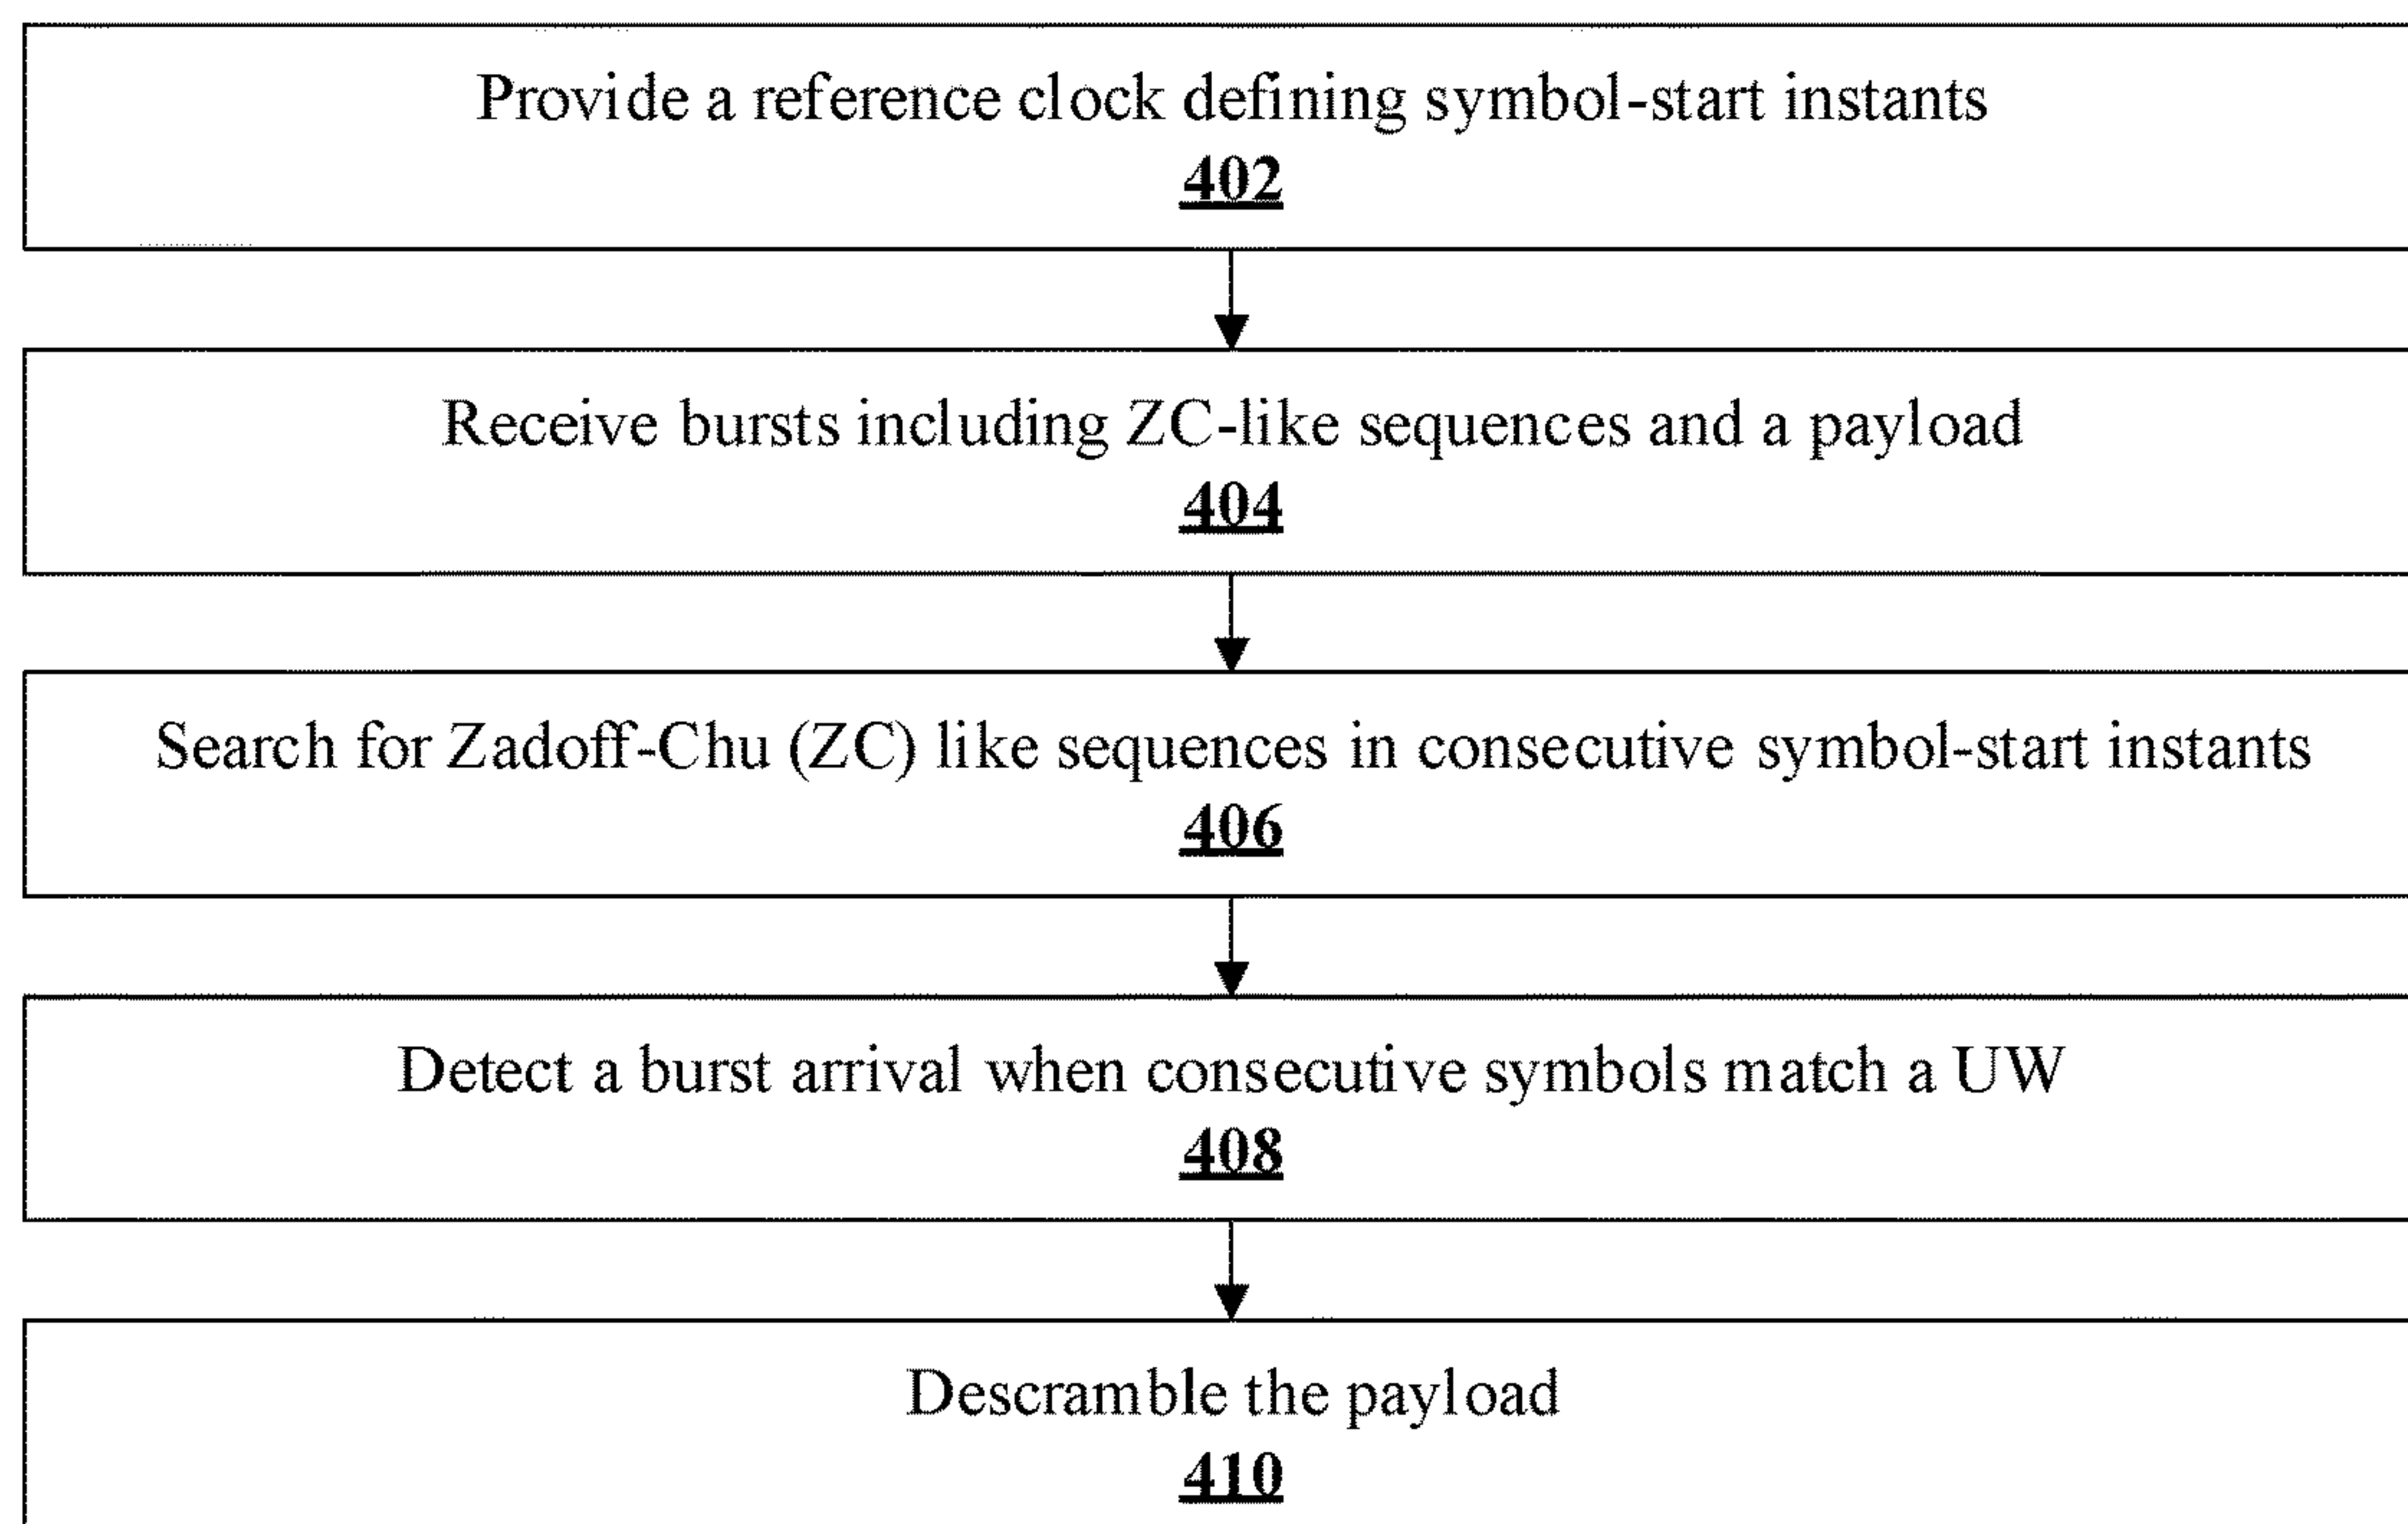 Provide a reference clock defining symbol-start instants
402
Receive bursts including ZC-like sequences and a payload
404
Search for Zadoff-Chu (ZC) like sequences in consecutive symbol-start instants
406
Detect a burst arrival when consecutive symbols match a UW
408
Descramble the payload
410